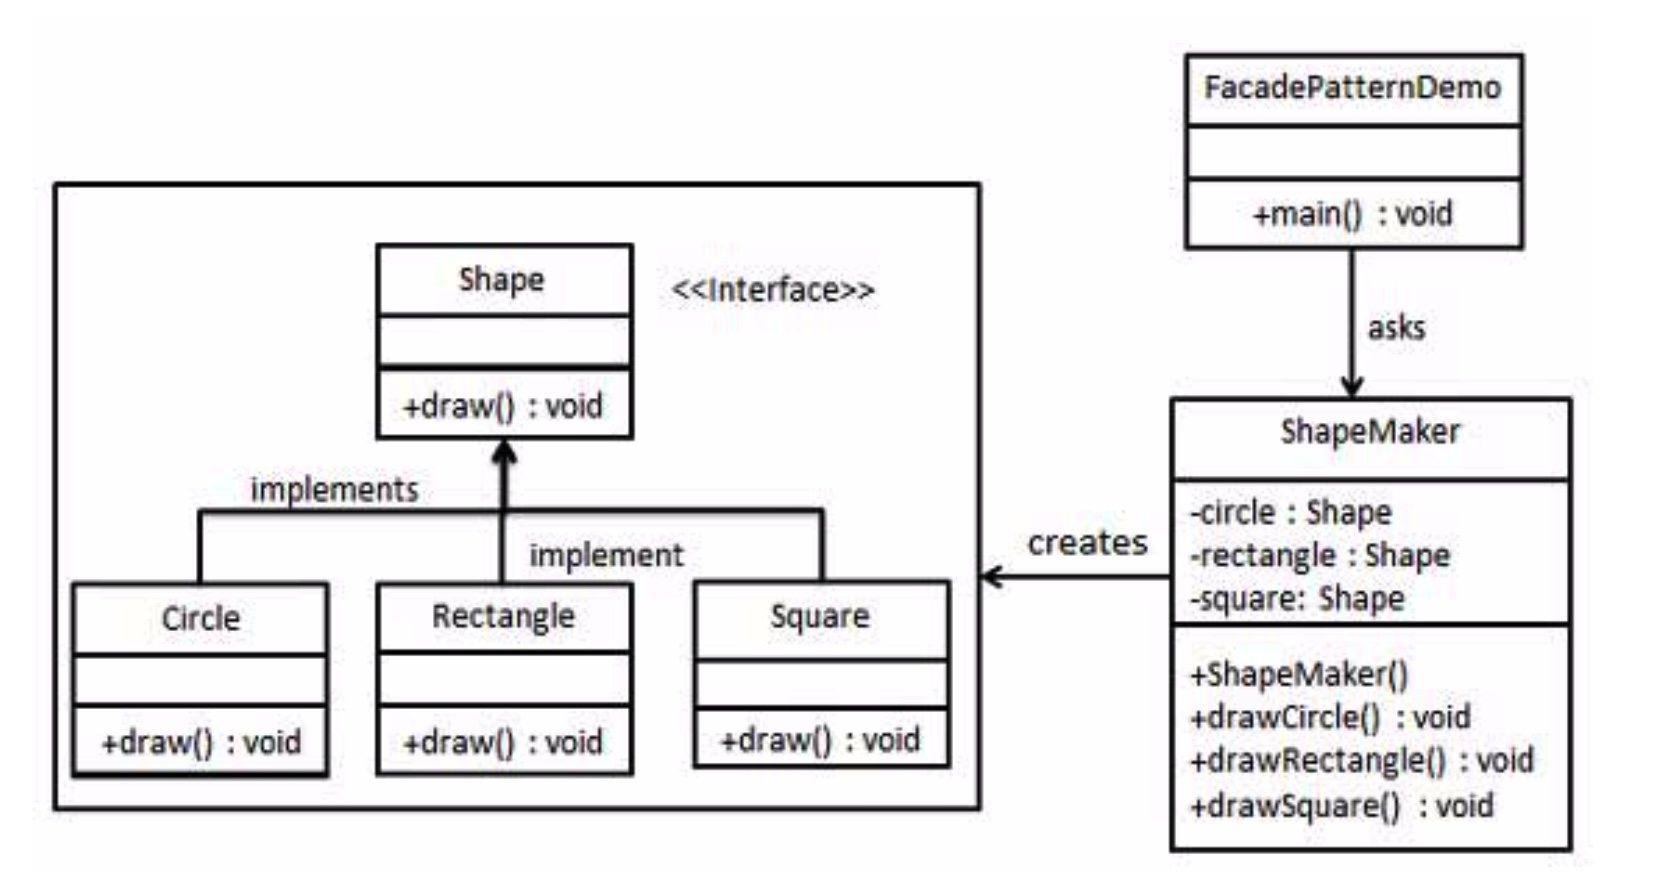 FacadePatternDemo
+main() : void
asks
Shape
<<Interface>>
+draw() : void
implements
implement
Circle
+draw() : void
Rectangle
+draw() : void
Square
+draw() : void
creates
ShapeMaker
-circle : Shape
-rectangle : Shape
-square: Shape
+ShapeMaker()
+drawCircle() : void
+drawRectangle() : void
+drawSquare() : void